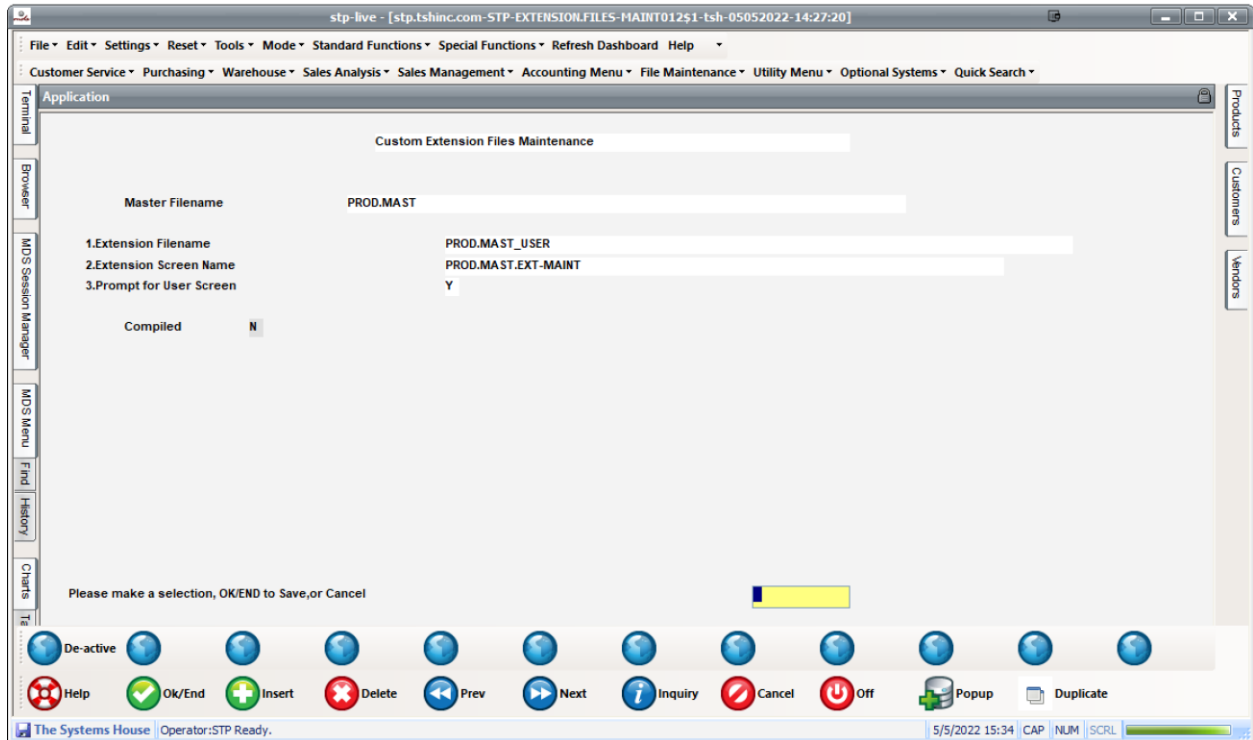 stp-live - [stp.tshinc.com-STP-EXTENSION.FILES-MAINT012$1-tsh-05052022-14:27:20]
File Edit Settings Reset Tools Mode Standard Functions Special Functions Refresh Dashboard Help
Customer Service Purchasing Warehouse Sales Analysis Sales Management Accounting Menu File Maintenance Utility Menu Optional Systems Quick Search
Application
Terminal
Browser
MDS Session Manager
MDS Menu
Find
History
Charts
Ta
Custom Extension Files Maintenance
Master Filename PROD.MAST
1.Extension Filename PROD.MAST_USER
2.Extension Screen Name PROD.MAST.EXT-MAINT
3.Prompt for User Screen Y
Compiled N
Please make a selection, OK/END to Save,or Cancel
Products
Customers
Vendors
De-active
Help Ok/End Insert Delete Prev Next Inquiry Cancel Off Popup Duplicate
The Systems House Operator:STP Ready. 5/5/2022 15:34 CAP NUM SCRL